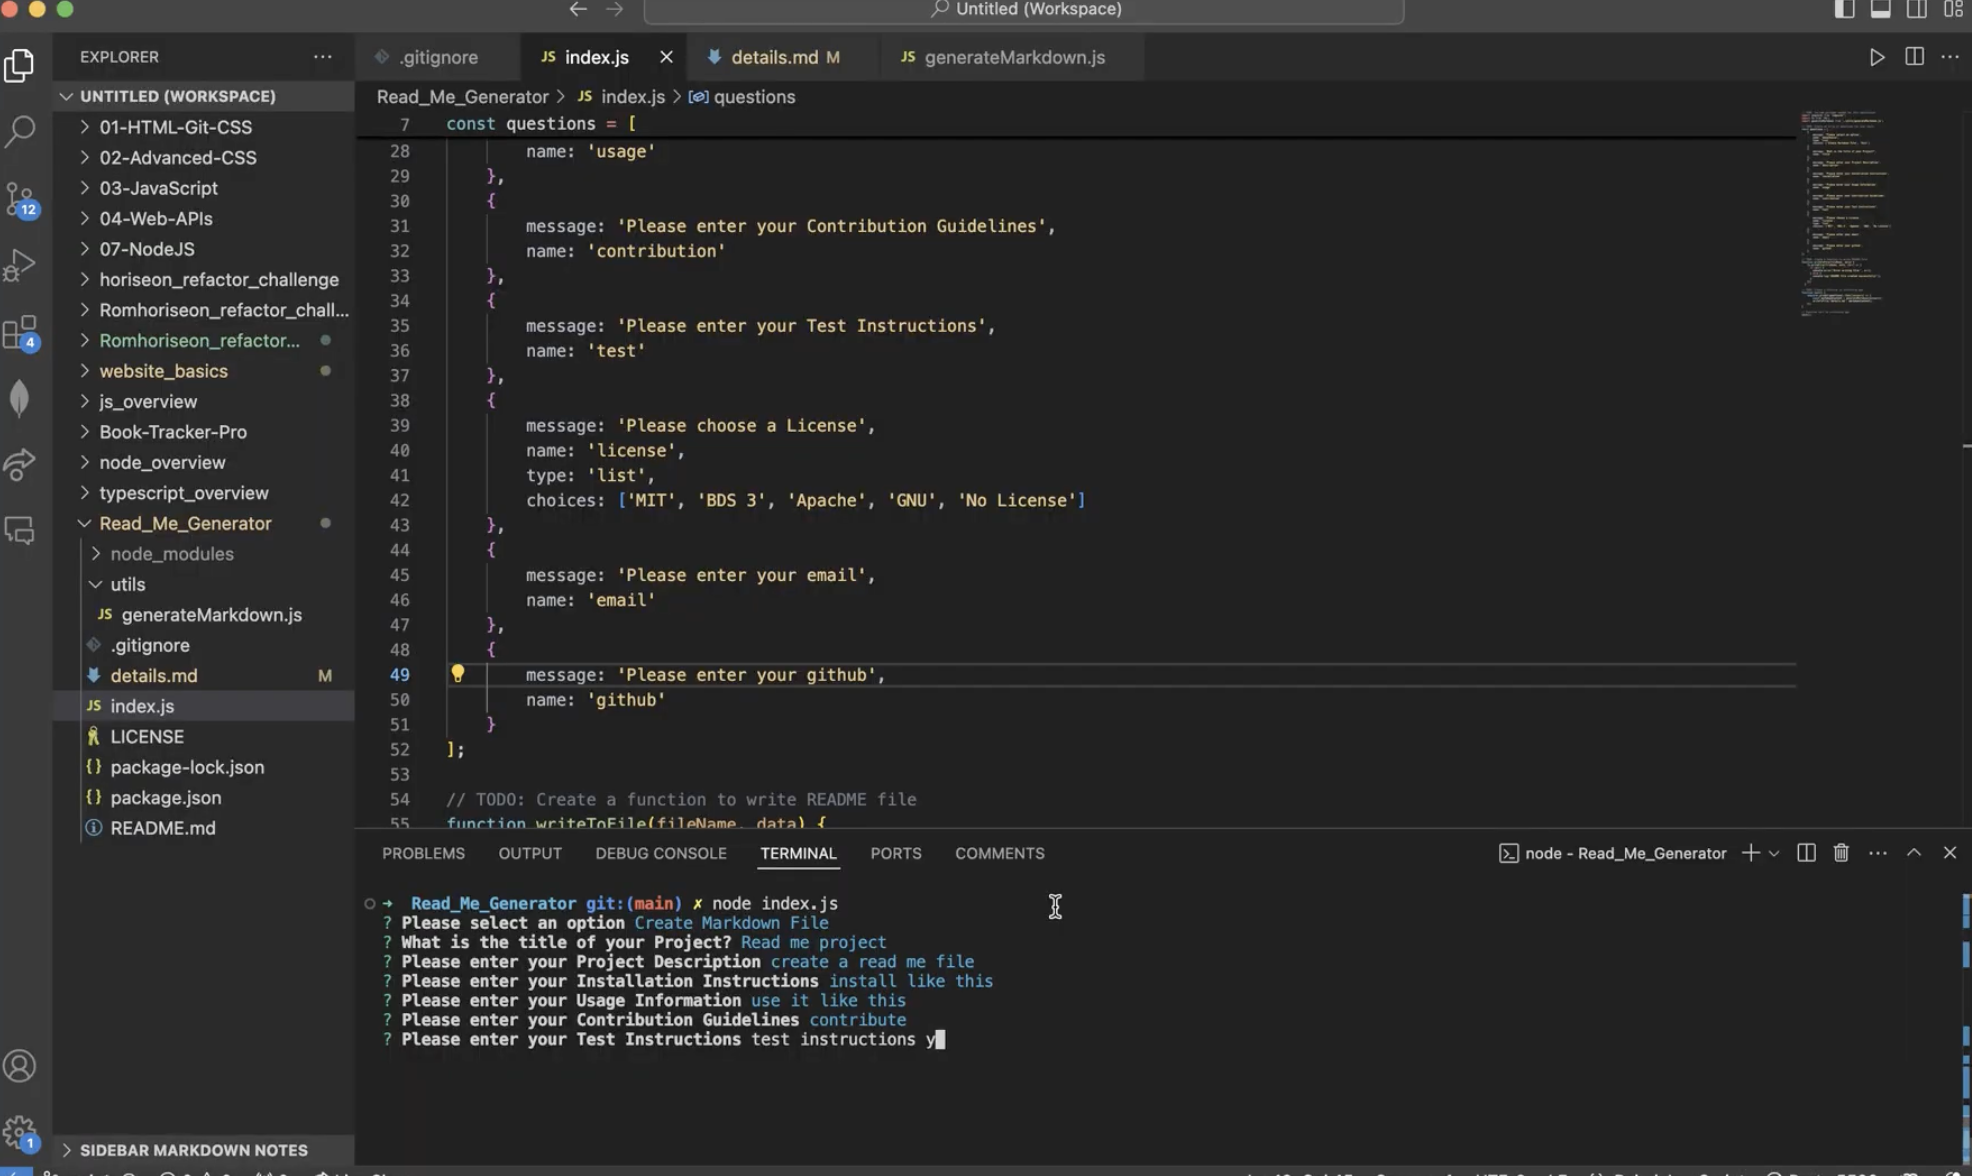 Untitled (Workspace)
EXPLORER
.gitignore
JS index.js
details.md M
JS generateMarkdown.js
UNTITLED (WORKSPACE)
01-HTML-Git-CSS
02-Advanced-CSS
03-JavaScript
04-Web-APIs
07-NodeJS
horiseon_refactor_challenge
Romhoriseon_refactor_chall...
Romhoriseon_refactor...
website_basics
js_overview
Book-Tracker-Pro
node_overview
typescript_overview
Read_Me_Generator
node_modules
utils
JS generateMarkdown.js
.gitignore
details.md M
JS index.js
LICENSE
{} package-lock.json
{} package.json
README.md
SIDEBAR MARKDOWN NOTES
12
4
1
Read_Me_Generator > JS index.js > questions
7 const questions = [
28 name: 'usage'
29 },
30 {
31 message: 'Please enter your Contribution Guidelines',
32 name: 'contribution'
33 },
34 {
35 message: 'Please enter your Test Instructions',
36 name: 'test'
37 },
38 {
39 message: 'Please choose a License',
40 name: 'license',
41 type: 'list',
42 choices: ['MIT', 'BDS 3', 'Apache', 'GNU', 'No License']
43 },
44 {
45 message: 'Please enter your email',
46 name: 'email'
47 },
48 {
49 message: 'Please enter your github',
50 name: 'github'
51 }
52 ];
53
54 // TODO: Create a function to write README file
55 function writeToFile(fileName, data) {
PROBLEMS OUTPUT DEBUG CONSOLE TERMINAL PORTS COMMENTS
node - Read_Me_Generator
➜ Read_Me_Generator git:(main) ✗ node index.js
? Please select an option Create Markdown File
? What is the title of your Project? Read me project
? Please enter your Project Description create a read me file
? Please enter your Installation Instructions install like this
? Please enter your Usage Information use it like this
? Please enter your Contribution Guidelines contribute
? Please enter your Test Instructions test instructions y